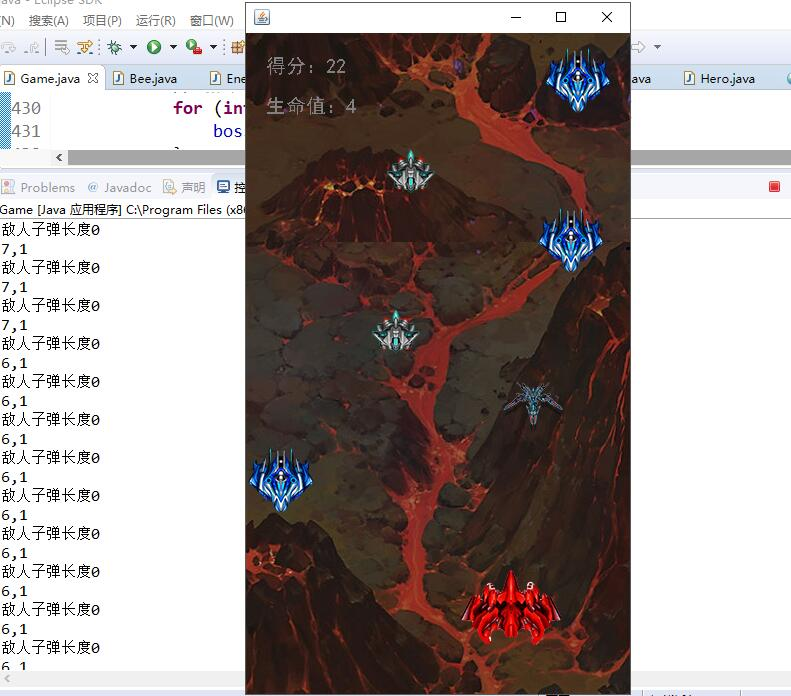 ava - Eclipse SDK
(N) 搜索(A) 项目(P) 运行(R) 窗口(W)
Game.java Bee.java Ene ava Hero.java
430 for (int
431 bos
Problems Javadoc 声明 控
Game [Java 应用程序] C:\Program Files (x86
得分: 22
生命值: 4
敌人子弹长度0
7,1
敌人子弹长度0
7,1
敌人子弹长度0
7,1
敌人子弹长度0
6,1
敌人子弹长度0
6,1
敌人子弹长度0
6,1
敌人子弹长度0
6,1
敌人子弹长度0
6,1
敌人子弹长度0
6,1
敌人子弹长度0
6,1
敌人子弹长度0
6,1
敌人子弹长度0
6,1